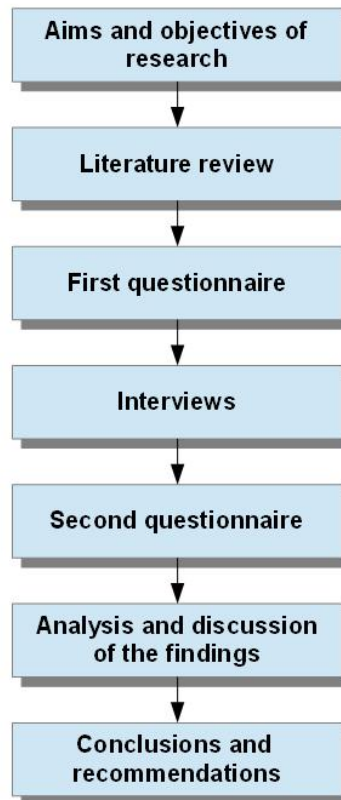 Aims and objectives of
research
Literature review
First questionnaire
Interviews
Second questionnaire
Analysis and discussion
of the findings
Conclusions and
recommendations